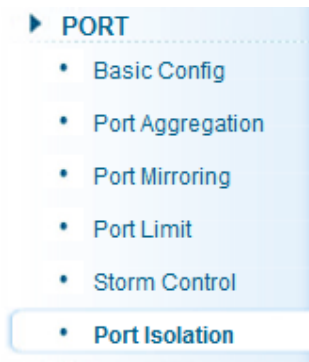 PORT
Basic Config
Port Aggregation
Port Mirroring
Port Limit
Storm Control
Port Isolation